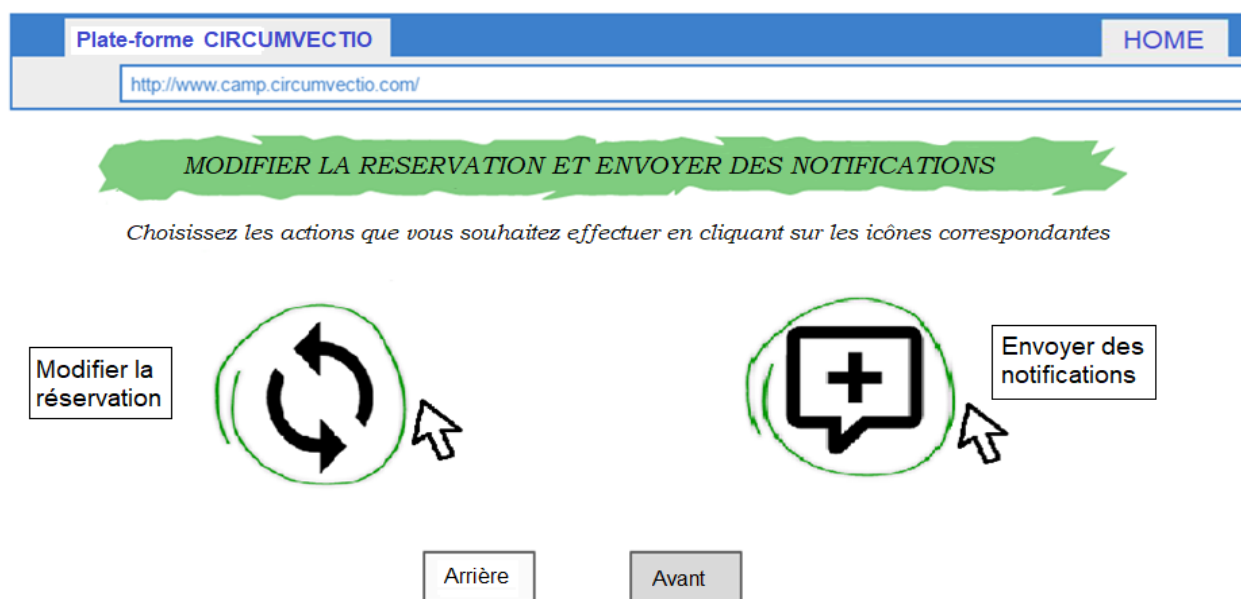 Plate-forme CIRCUMVECTIO
HOME
http://www.camp.circumvectio.com/
MODIFIER LA RESERVATION ET ENVOYER DES NOTIFICATIONS
Choisissez les actions que vous souhaitez effectuer en cliquant sur les icônes correspondantes
Modifier la
réservation
Envoyer des
notifications
Arrière
Avant